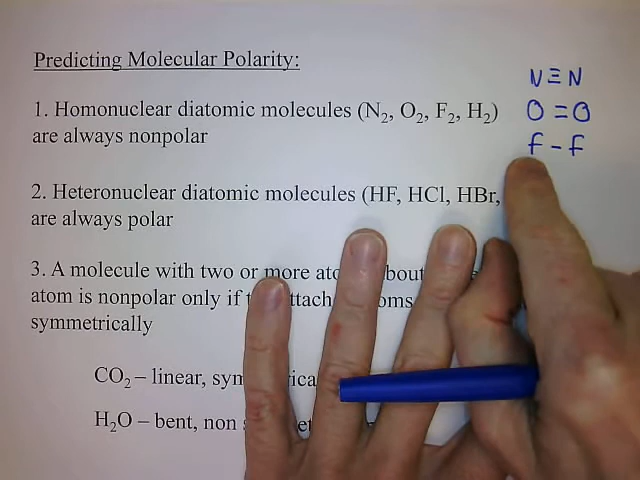 Predicting Molecular Polarity:
N≡N
1. Homonuclear diatomic molecules (N₂, O₂, F₂, H₂)
O=O
are always nonpolar
F-F
2. Heteronuclear diatomic molecules (HF, HCl, HBr,
are always polar
3. A molecule with two or more
atom is nonpolar only if
symmetrically
CO₂ – linear,
H₂O – bent, non